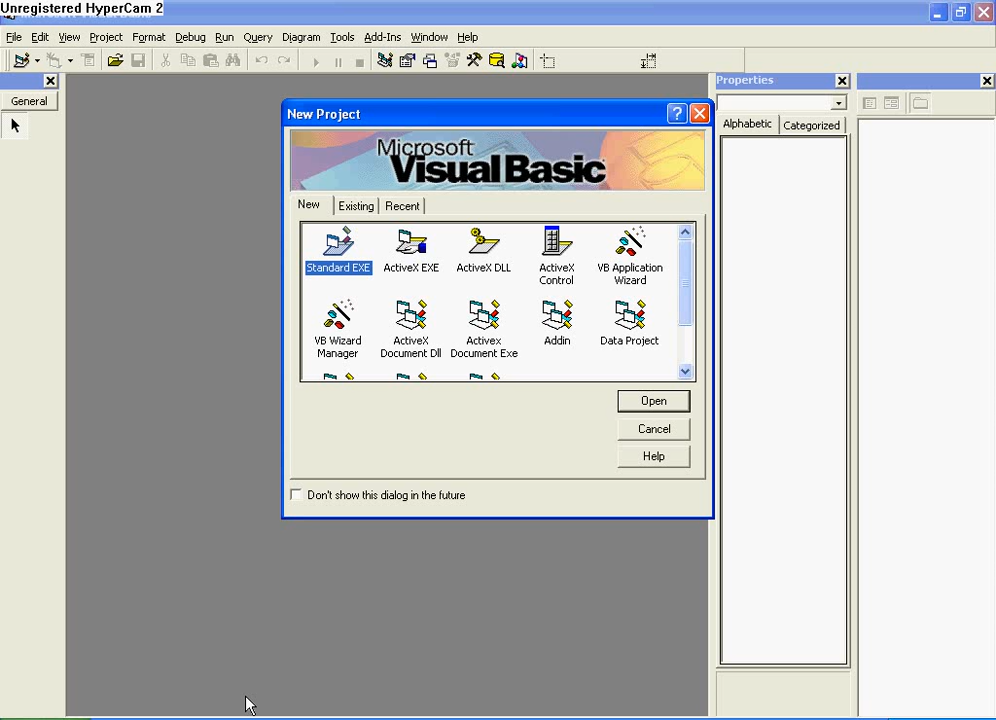 Unregistered HyperCam 2
File Edit View Project Format Debug Run Query Diagram Tools Add-Ins Window Help
General
Properties
Alphabetic Categorized
New Project
Microsoft
Visual Basic
New Existing Recent
Standard EXE ActiveX EXE ActiveX DLL ActiveX Control VB Application Wizard
VB Wizard Manager ActiveX Document Dll Activex Document Exe Addin Data Project
Open
Cancel
Help
Don't show this dialog in the future